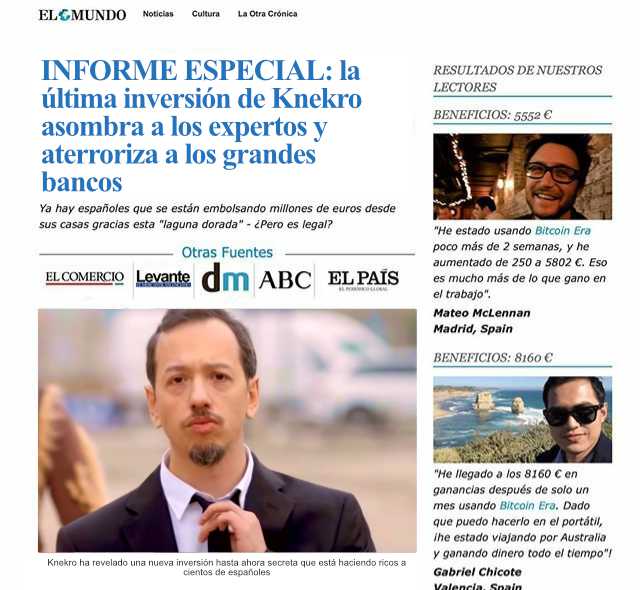 EL MUNDO
Noticias Cultura La Otra Crónica
INFORME ESPECIAL: la
última inversión de Knekro
asombra a los expertos y
aterroriza a los grandes
bancos
Ya hay españoles que se están embolsando millones de euros desde
sus casas gracias esta "laguna dorada" - ¿Pero es legal?
Otras Fuentes
EL COMERCIO
Levante
EL MERCANTIL VALENCIANO
dm
ABC
EL PAÍS
EL PERIÓDICO GLOBAL
Knekro ha revelado una nueva inversión hasta ahora secreta que está haciendo ricos a
cientos de españoles
RESULTADOS DE NUESTROS
LECTORES
BENEFICIOS: 5552 €
"He estado usando Bitcoin Era
poco más de 2 semanas, y he
aumentado de 250 a 5802 €. Eso
es mucho más de lo que gano en
el trabajo".
Mateo McLennan
Madrid, Spain
BENEFICIOS: 8160 €
"He llegado a los 8160 € en
ganancias después de solo un
mes usando Bitcoin Era. Dado
que puedo hacerlo en el portátil,
¡he estado viajando por Australia
y ganando dinero todo el tiempo"!
Gabriel Chicote
Valencia, Spain